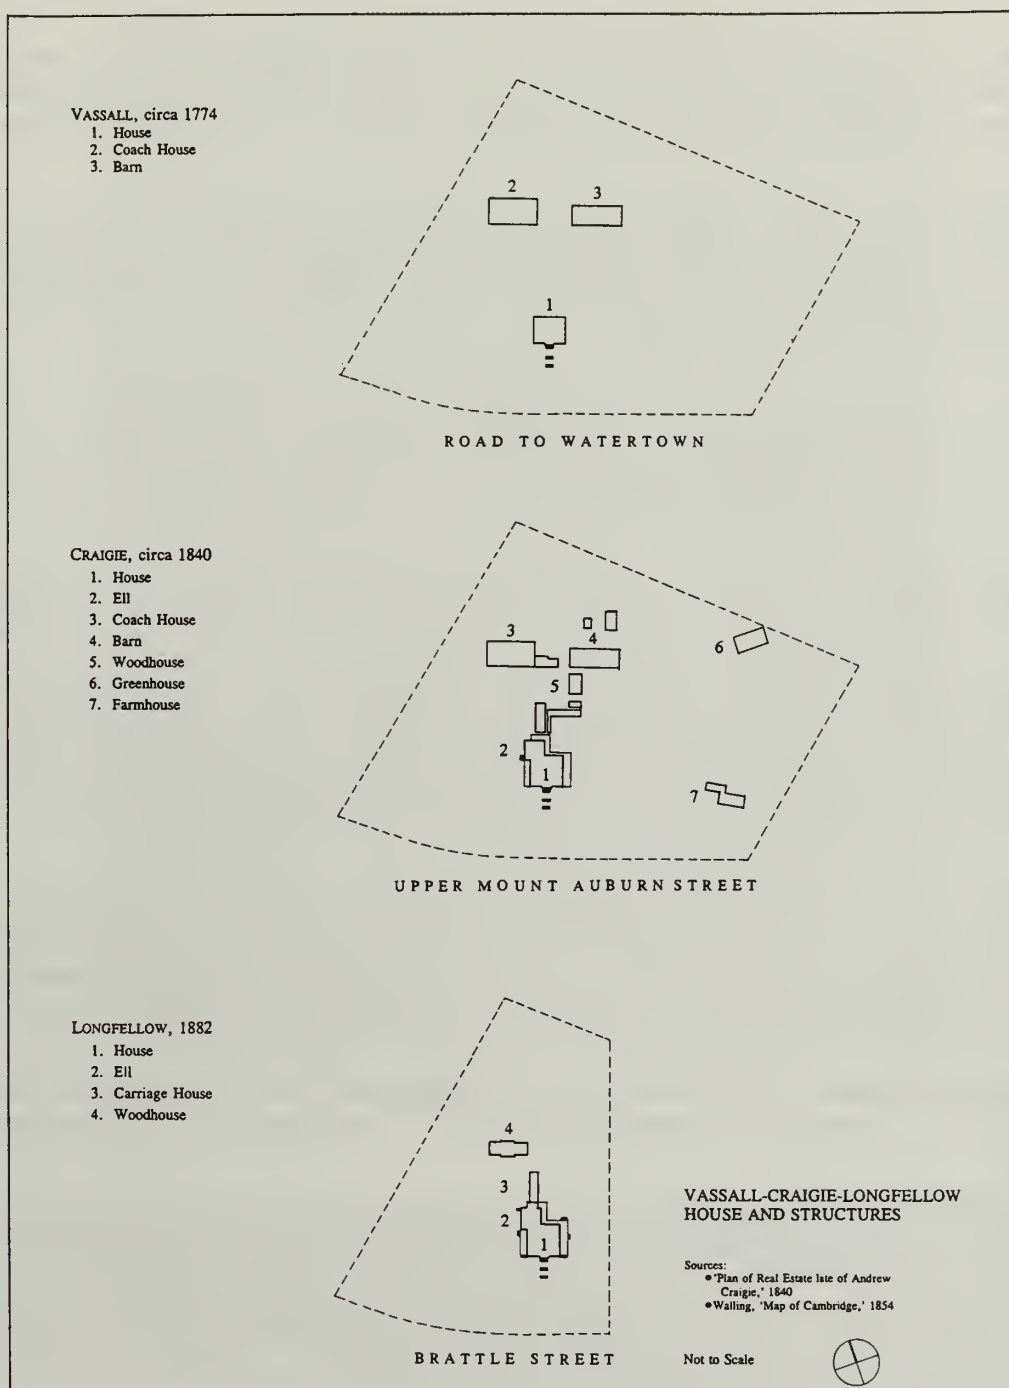 VASSALL, circa 1774
1. House
2. Coach House
3. Barn
2
3
1
ROAD TO WATERTOWN
CRAIGIE, circa 1840
1. House
2. Ell
3. Coach House
4. Barn
5. Woodhouse
6. Greenhouse
7. Farmhouse
3
4
6
5
2
1
7
UPPER MOUNT AUBURN STREET
LONGFELLOW, 1882
1. House
2. Ell
3. Carriage House
4. Woodhouse
4
3
2
1
BRATTLE STREET
VASSALL-CRAIGIE-LONGFELLOW
HOUSE AND STRUCTURES
Sources:
●'Plan of Real Estate late of Andrew
Craigie,' 1840
●Walling, 'Map of Cambridge,' 1854
Not to Scale